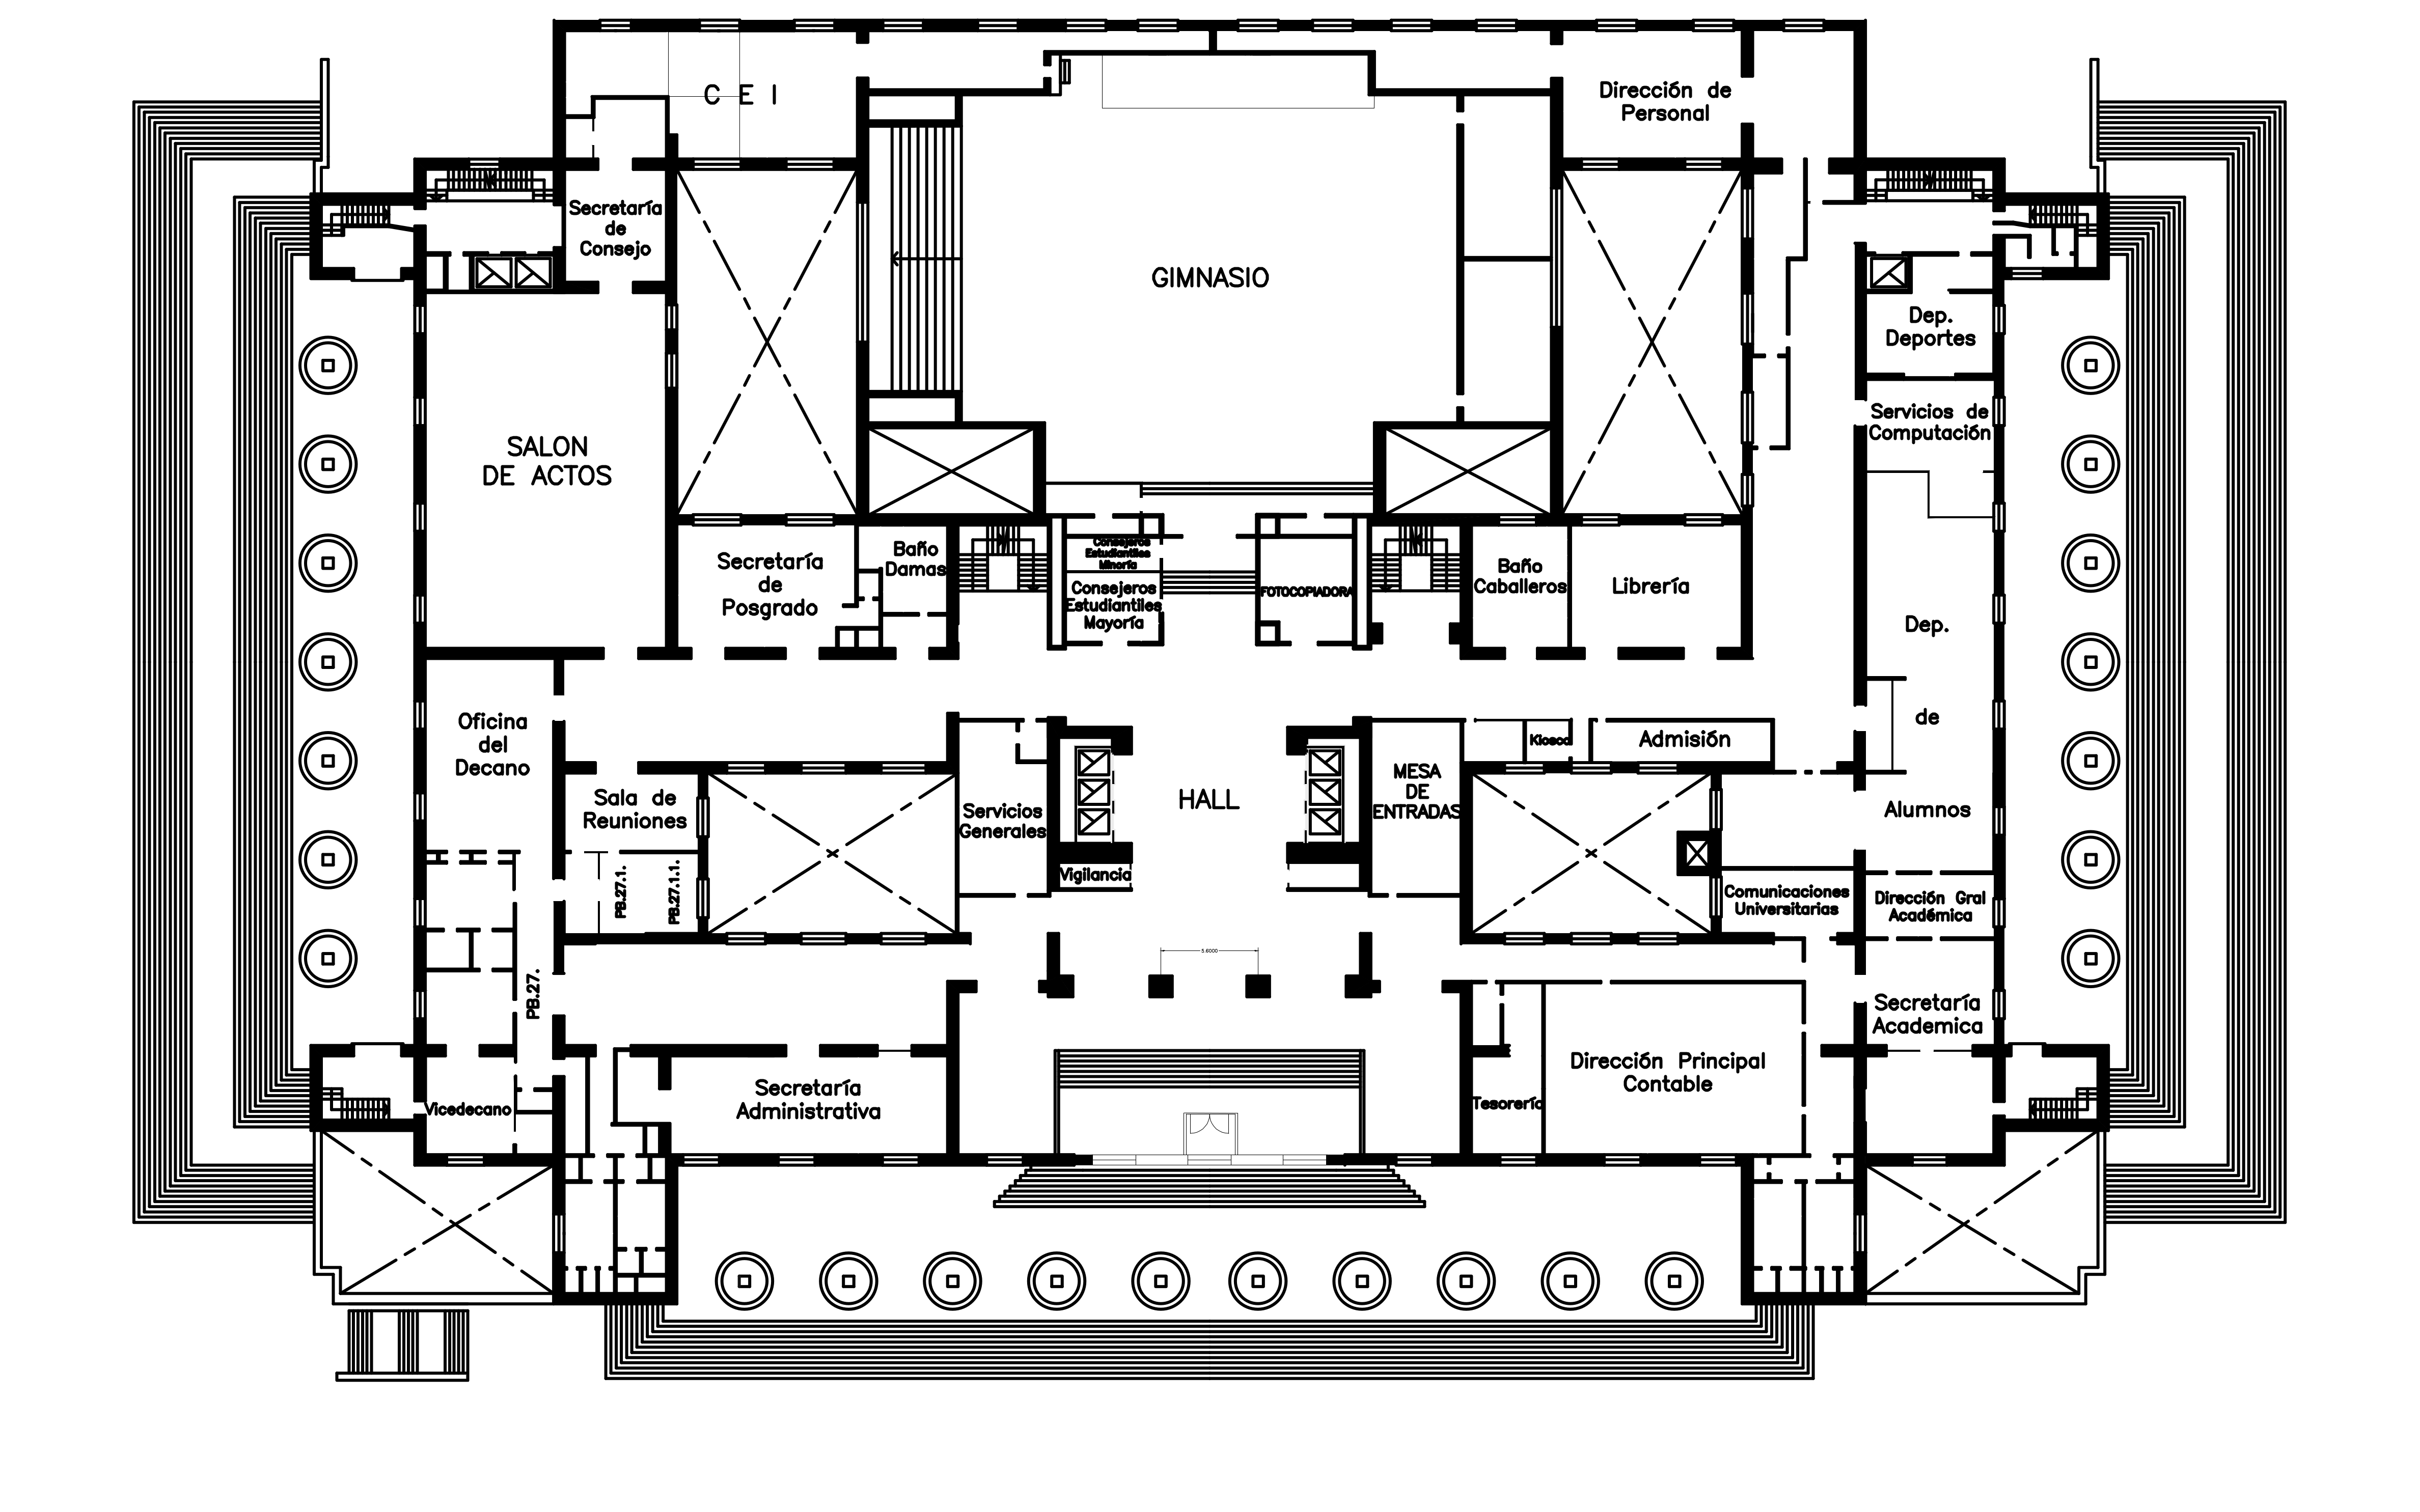 C E I
Dirección de
Personal
Secretaría
de
Consejo
GIMNASIO
Dep.
Deportes
Servicios de
Computación
SALON
DE ACTOS
Secretaría
de
Posgrado
Baño
Damas
Consejeros
Estudiantiles
Minoría
Consejeros
Estudiantiles
Mayoría
FOTOCOPIADORA
Baño
Caballeros
Librería
Dep.
de
Alumnos
Oficina
del
Decano
Sala de
Reuniones
Servicios
Generales
HALL
MESA
DE
ENTRADAS
Kiosco
Admisión
Vigilancia
PB.27.1.
PB.27.1.1.
Comunicaciones
Universitarias
Dirección Gral
Académica
5.6000
PB.27.
Secretaría
Academica
Vicedecano
Secretaría
Administrativa
Tesorería
Dirección Principal
Contable